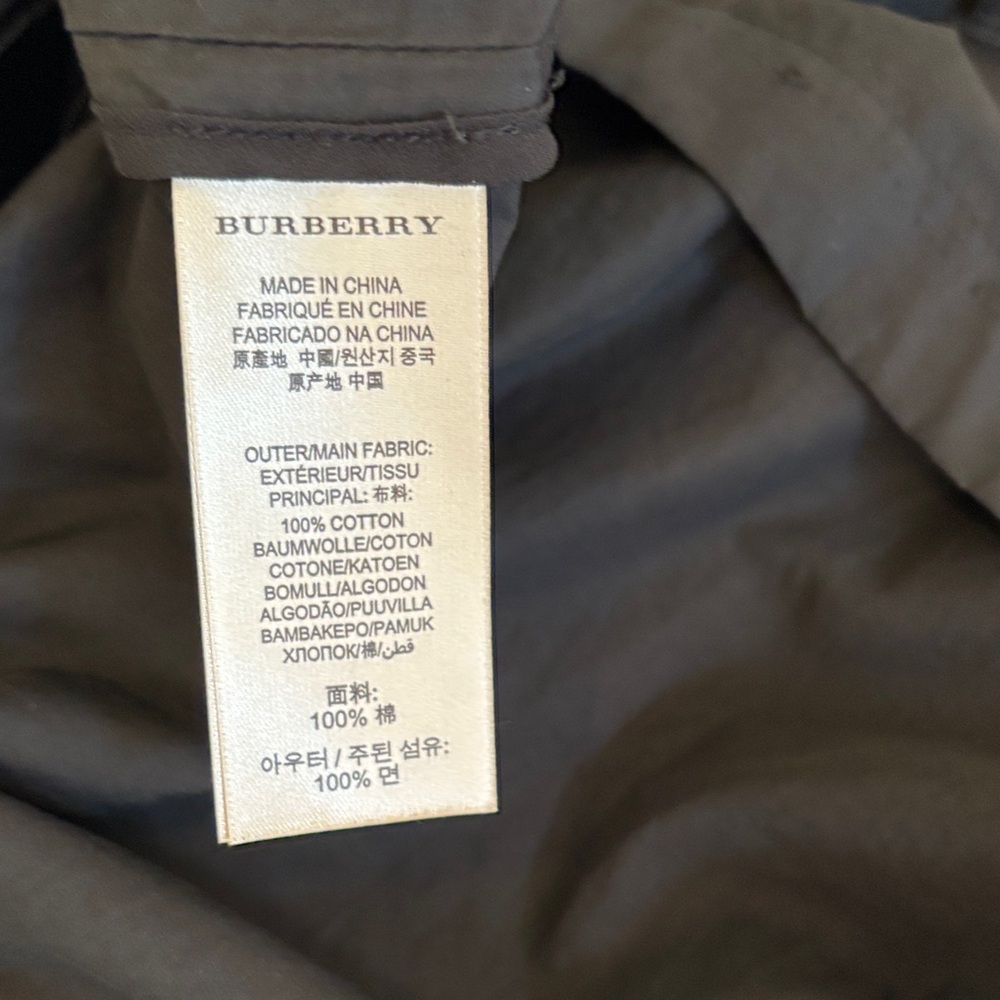 BURBERRY
MADE IN CHINA
FABRIQUÉ EN CHINE
FABRICADO NA CHINA
原產地 中國/원산지 중국
原产地 中国
OUTER/MAIN FABRIC:
EXTÉRIEUR/TISSU
PRINCIPAL: 布料:
100% COTTON
BAUMWOLLE/COTON
COTONE/KATOEN
BOMULL/ALGODON
ALGODÃO/PUUVILLA
BAMBAKEPO/PAMUK
ХЛОПОК/棉/قطن
面料:
100% 棉
아우터 / 주된 섬유:
100% 면